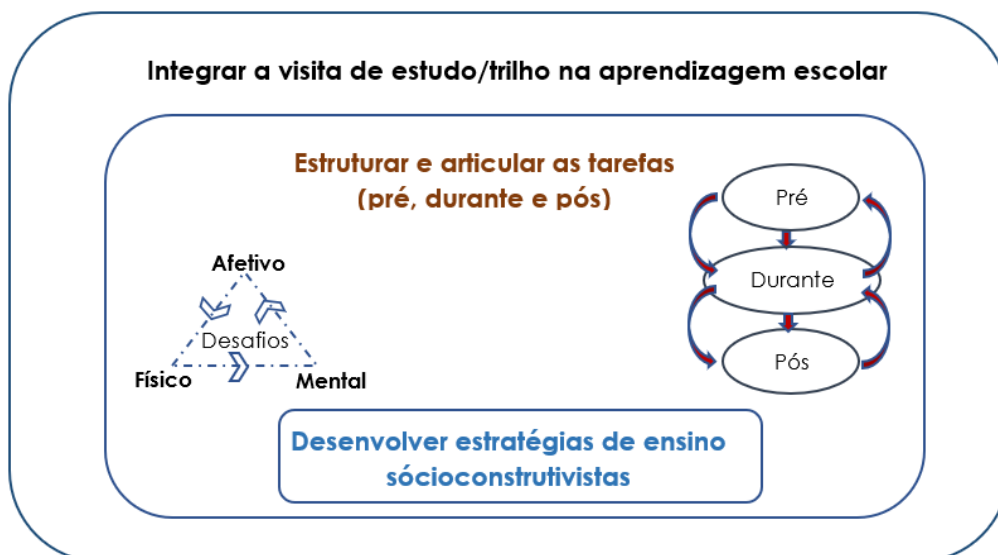 Integrar a visita de estudo/trilho na aprendizagem escolar
Estruturar e articular as tarefas
(pré, durante e pós)
Pré
Durante
Pós
Afetivo
Desafios
Físico
Mental
Desenvolver estratégias de ensino
sócioconstrutivistas